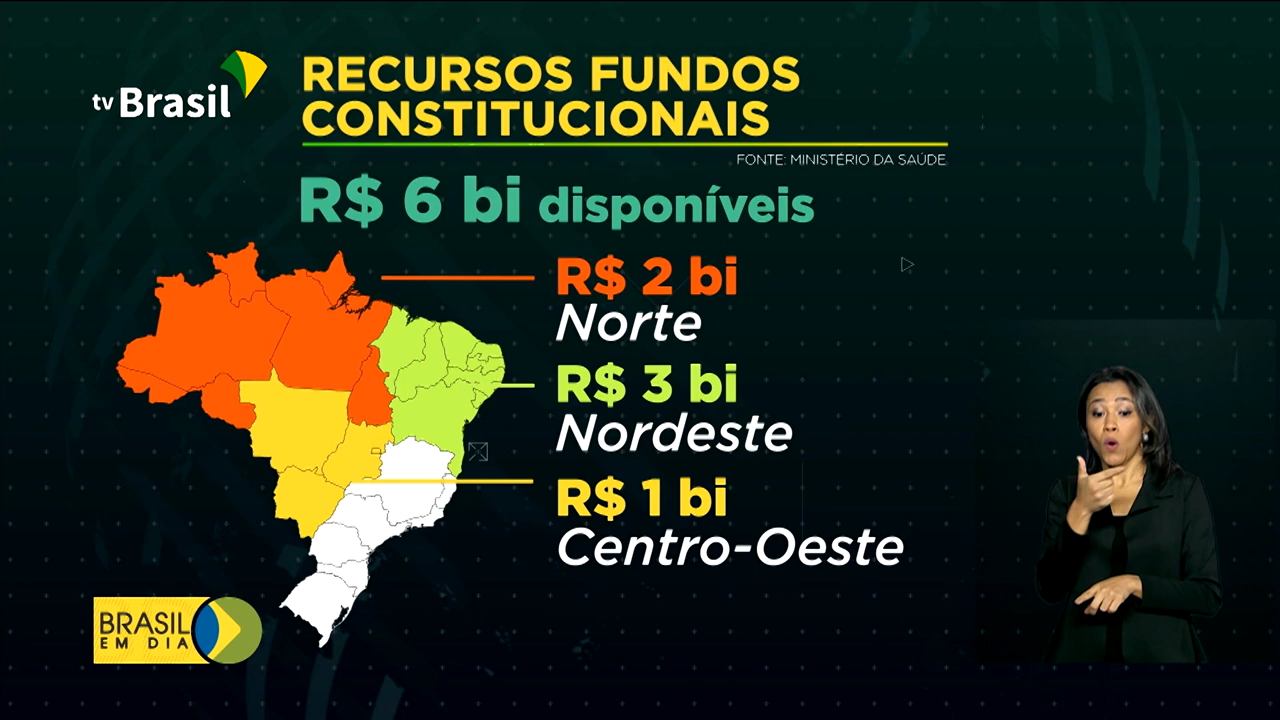 tv Brasil
RECURSOS FUNDOS
CONSTITUCIONAIS
FONTE: MINISTÉRIO DA SAÚDE
R$ 6 bi disponíveis
R$ 2 bi
Norte
R$ 3 bi
Nordeste
R$ 1 bi
Centro-Oeste
BRASIL
EM DIA